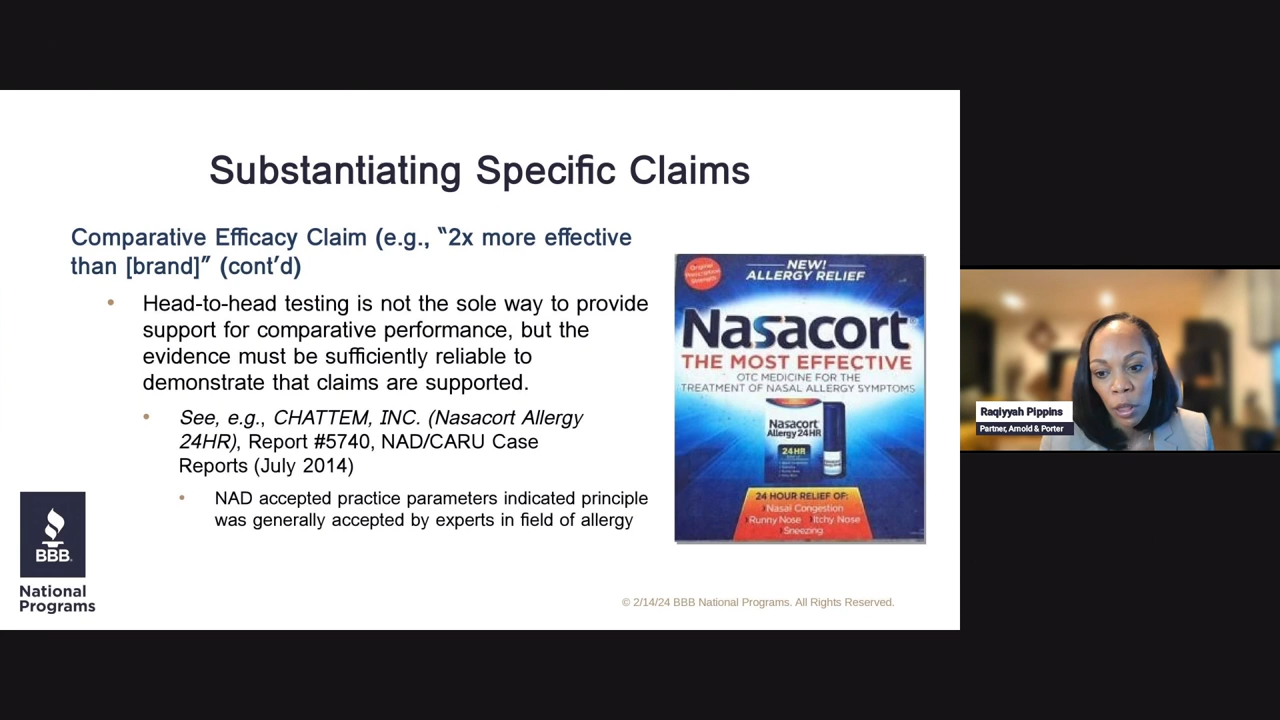 Substantiating Specific Claims
Comparative Efficacy Claim (e.g., “2x more effective
than [brand]” (cont’d)
• Head-to-head testing is not the sole way to provide
support for comparative performance, but the
evidence must be sufficiently reliable to
demonstrate that claims are supported.
• See, e.g., CHATTEM, INC. (Nasacort Allergy
24HR), Report #5740, NAD/CARU Case
Reports (July 2014)
• NAD accepted practice parameters indicated principle
was generally accepted by experts in field of allergy
Original
Prescription
Strength
NEW!
ALLERGY RELIEF
Nasacort®
THE MOST EFFECTIVE
OTC MEDICINE FOR THE
TREATMENT OF NASAL ALLERGY SYMPTOMS
Nasacort
Allergy 24HR
24 HR
24 HOUR RELIEF OF:
Nasal Congestion
Runny Nose Itchy Nose
Sneezing
BBB.
National
Programs
© 2/14/24 BBB National Programs. All Rights Reserved.
Raqiyyah Pippins
Partner, Arnold & Porter